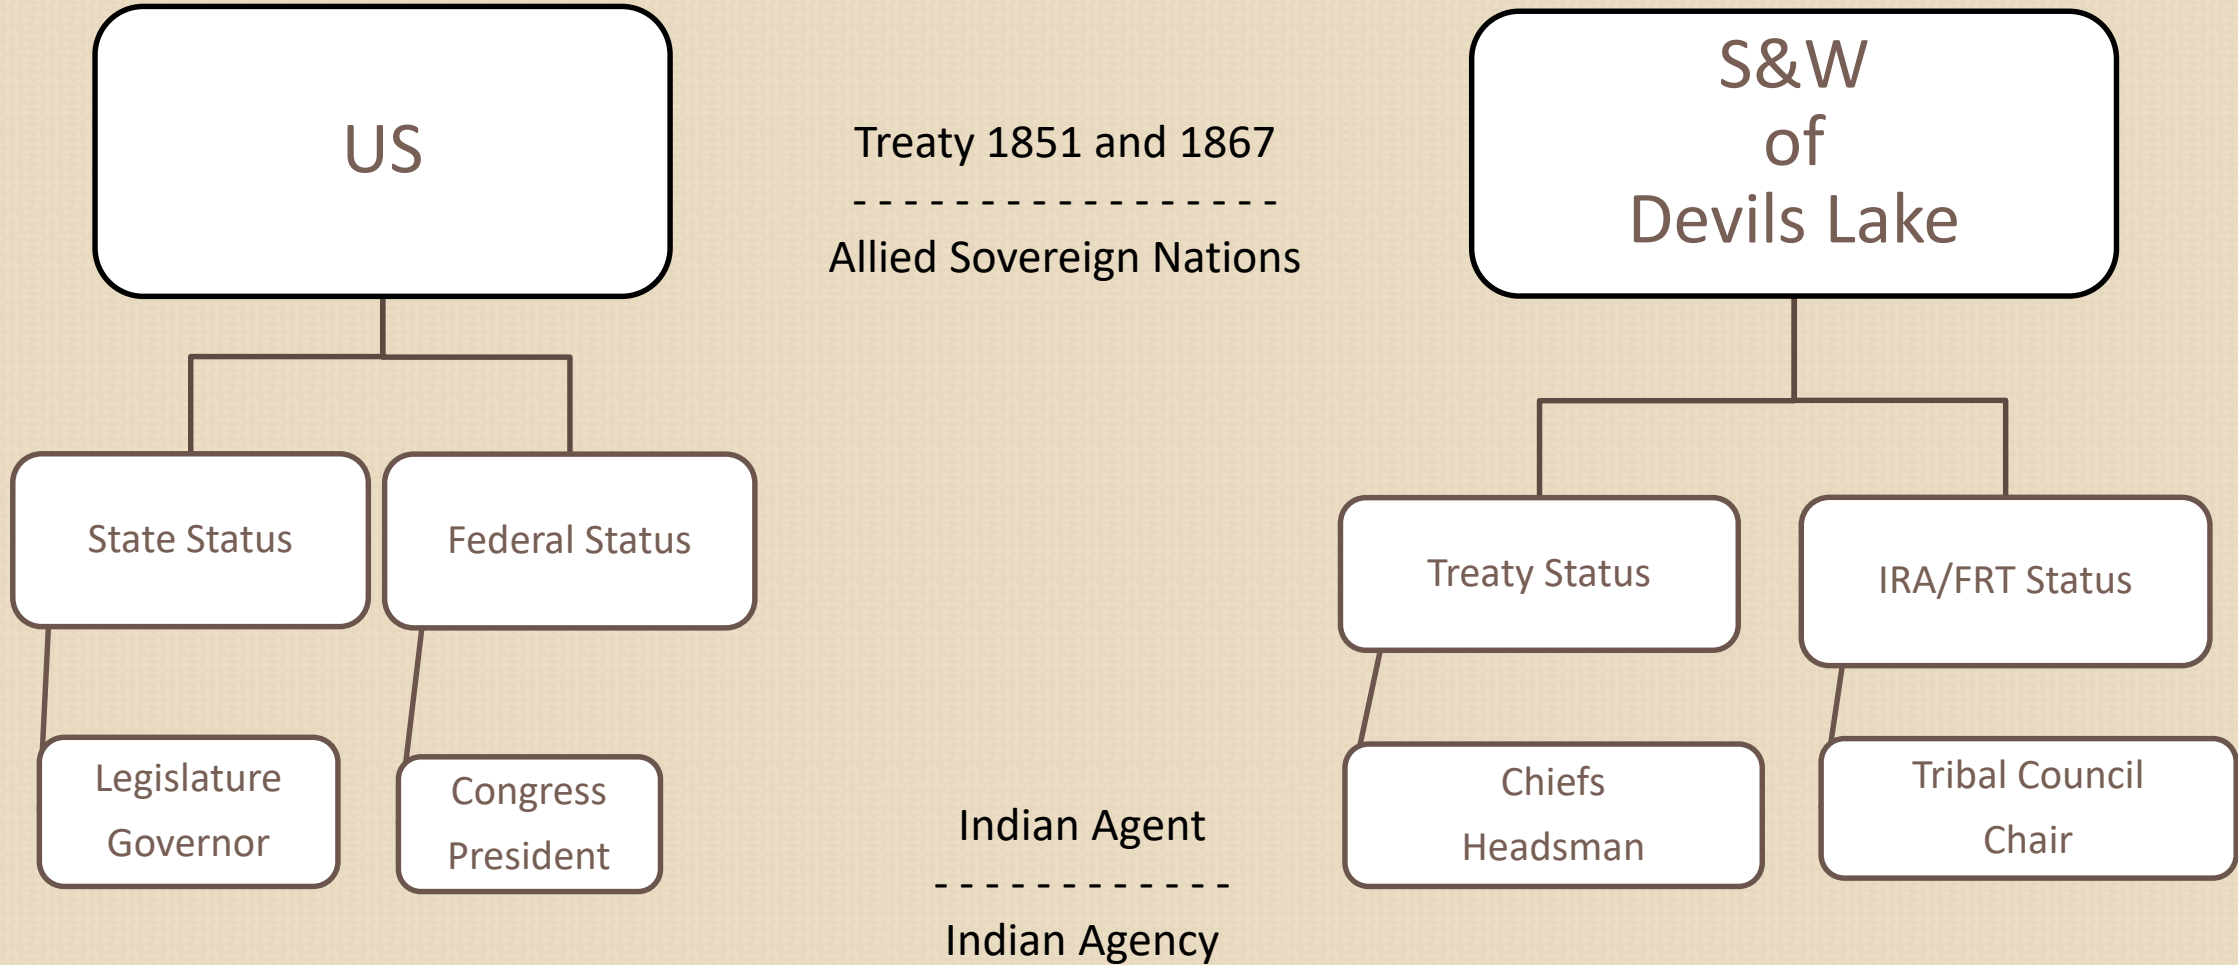 US
Treaty 1851 and 1867
- - - - - - - - - - - - - - - - -
Allied Sovereign Nations
S&W
of
Devils Lake
State Status
Federal Status
Treaty Status
IRA/FRT Status
Legislature
Governor
Congress
President
Indian Agent
- - - - - - - - - - - -
Indian Agency
Chiefs
Headsman
Tribal Council
Chair